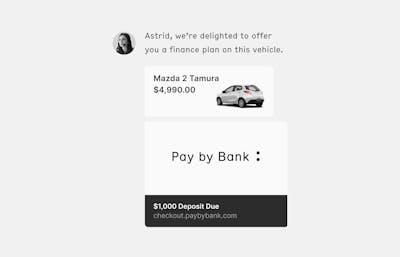 Astrid, we're delighted to offer
you a finance plan on this vehicle.
Mazda 2 Tamura
$4,990.00
Pay by Bank :
$1,000 Deposit Due
checkout.paybybank.com